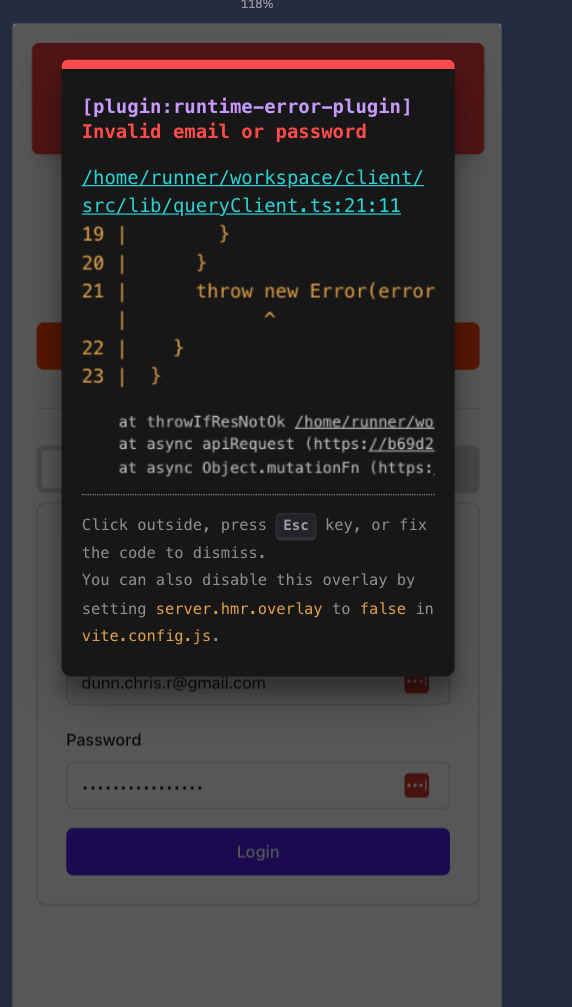 118%
[plugin:runtime-error-plugin]
Invalid email or password
/home/runner/workspace/client/
src/lib/queryClient.ts:21:11
19 |        }
20 |      }
21 |      throw new Error(error
   |            ^
22 |    }
23 |  }
at throwIfResNotOk /home/runner/wo
at async apiRequest (https://b69d2
at async Object.mutationFn (https:
Click outside, press Esc key, or fix
the code to dismiss.
You can also disable this overlay by
setting server.hmr.overlay to false in
vite.config.js.
dunn.chris.r@gmail.com
Password
................
Login